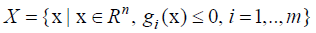 X = {x | x ∈ Rⁿ, gᵢ(x) ≤ 0, i = 1,..,m}